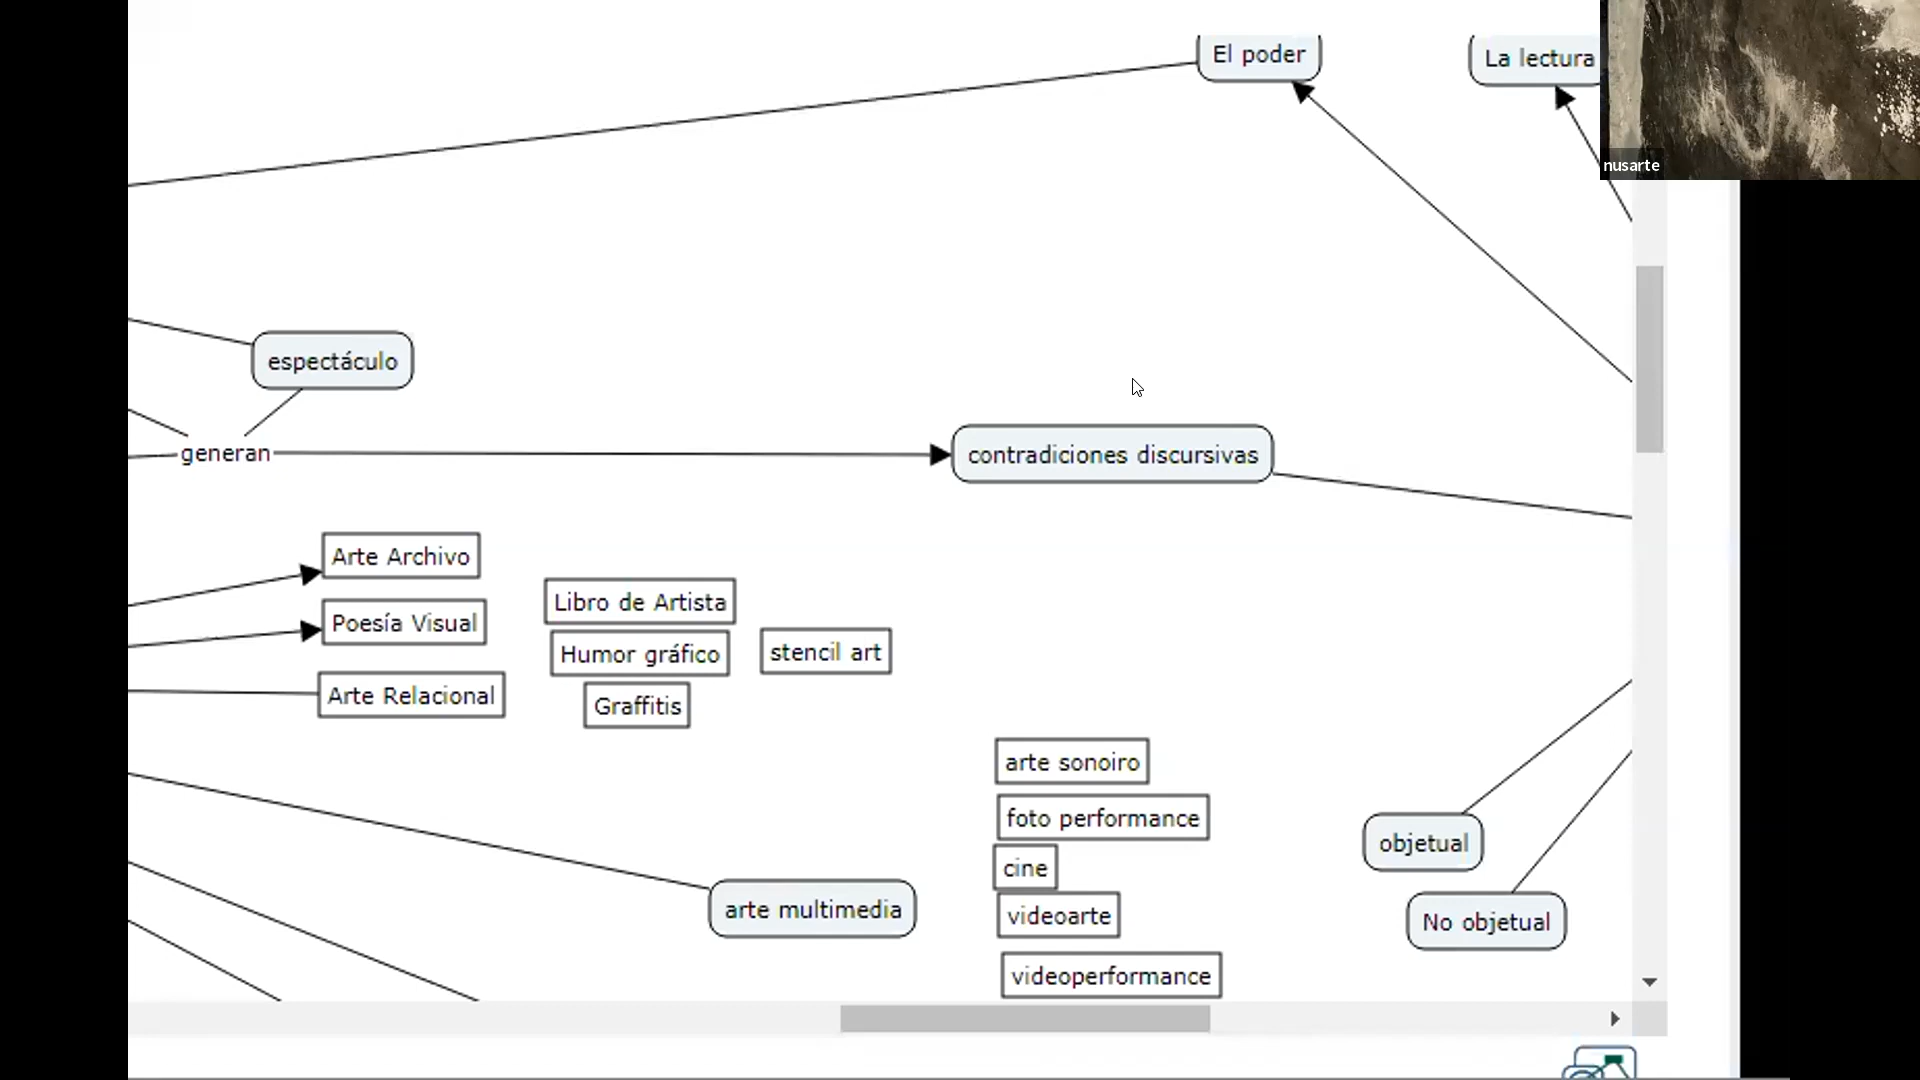 El poder
La lectura
nusarte
espectáculo
generan
contradiciones discursivas
Arte Archivo
Libro de Artista
Poesía Visual
Humor gráfico
stencil art
Arte Relacional
Graffitis
arte sonoiro
foto performance
objetual
cine
arte multimedia
videoarte
No objetual
videoperformance